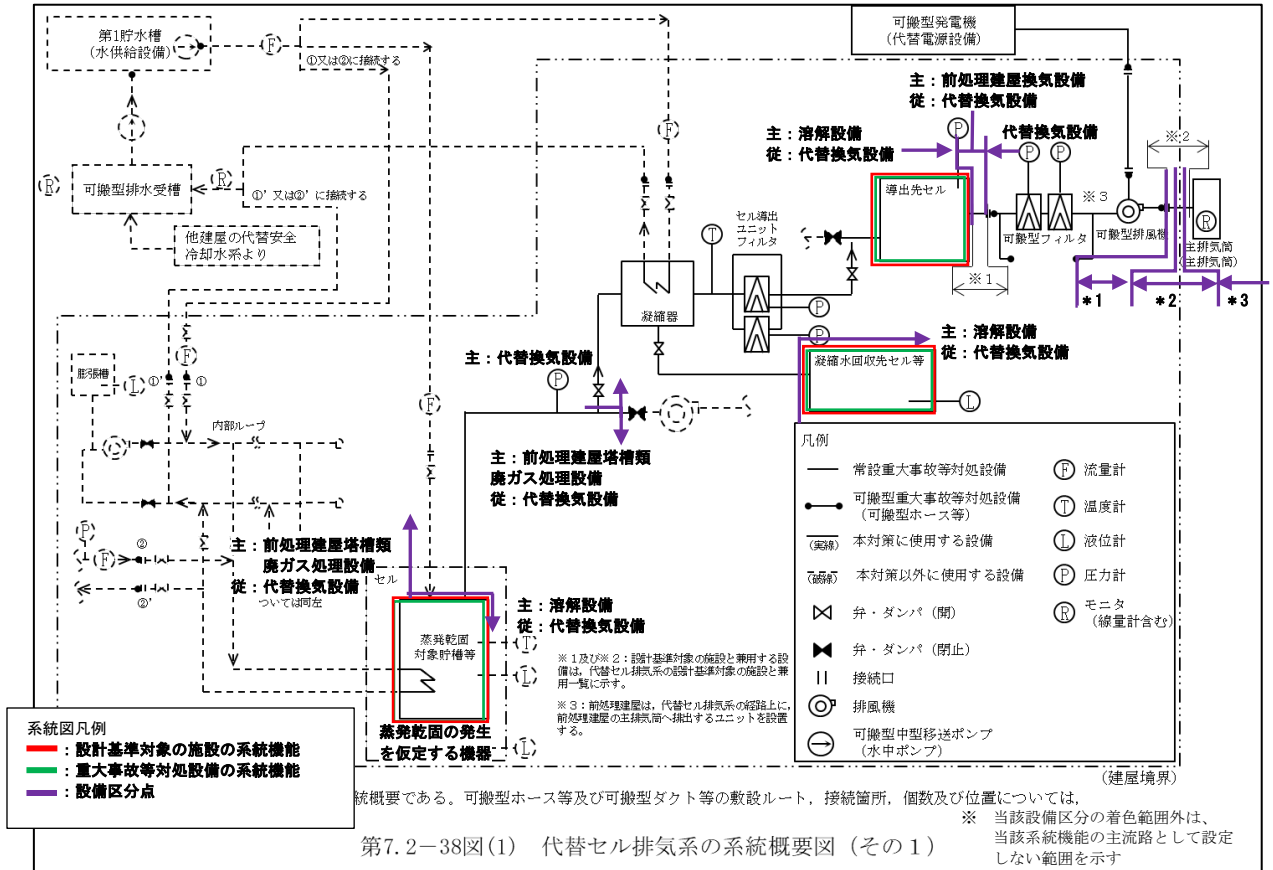 第1貯水槽
(水供給設備)
F
①又は②に接続する
可搬型発電機
(代替電源設備)
主：前処理建屋換気設備
従：代替換気設備
主：溶解設備
従：代替換気設備
代替換気設備
P
P
P
※2
F
R
可搬型排水受槽
R
①’又は②’に接続する
他建屋の代替安全
冷却水系より
導出先セル
※3
可搬型フィルタ
可搬型排風機
R
主排気筒
(主排気筒)
※1
＊1
＊2
＊3
セル導出
ユニット
フィルタ
T
凝縮器
P
P
主：溶解設備
従：代替換気設備
凝縮水回収先セル等
L
主：代替換気設備
P
F
F
膨張槽
L
①’
①
内部ループ
主：前処理建屋塔槽類
廃ガス処理設備
従：代替換気設備
P
F
②
②’
主：前処理建屋塔槽類
廃ガス処理設備
従：代替換気設備
ついては同左
セル
蒸発乾固
対象貯槽等
主：溶解設備
従：代替換気設備
T
L
L
蒸発乾固の発生
を仮定する機器
※1及び※2：設計基準対象の施設と兼用する設
備は，代替セル排気系の設計基準対象の施設と兼
用一覧に示す。
※3：前処理建屋は，代替セル排気系の経路上に，
前処理建屋の主排気筒へ排出するユニットを設置
する。
凡例
常設重大事故等対処設備
可搬型重大事故等対処設備
(可搬型ホース等)
(実線)
本対策に使用する設備
(破線)
本対策以外に使用する設備
弁・ダンパ（開）
弁・ダンパ（閉止）
接続口
排風機
可搬型中型移送ポンプ
(水中ポンプ)
F 流量計
T 温度計
L 液位計
P 圧力計
R モニタ
(線量計含む)
(建屋境界)
系統図凡例
：設計基準対象の施設の系統機能
：重大事故等対処設備の系統機能
：設備区分点
統概要である。可搬型ホース等及び可搬型ダクト等の敷設ルート，接続箇所，個数及び位置については，
※　当該設備区分の着色範囲外は、
当該系統機能の主流路として設定
しない範囲を示す
第7.2－38図(1)　代替セル排気系の系統概要図（その１）